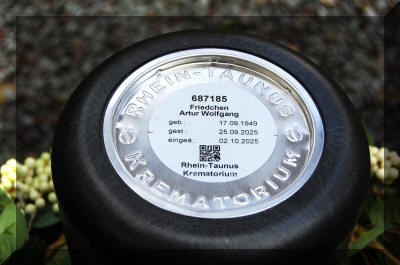 RHEIN-TAUNUS
687185
Friedchen
Artur Wolfgang
geb.: 17.09.1949
gest.: 25.09.2025
eingeä.: 02.10.2025
Rhein-Taunus
Krematorium
KREMATORIUM